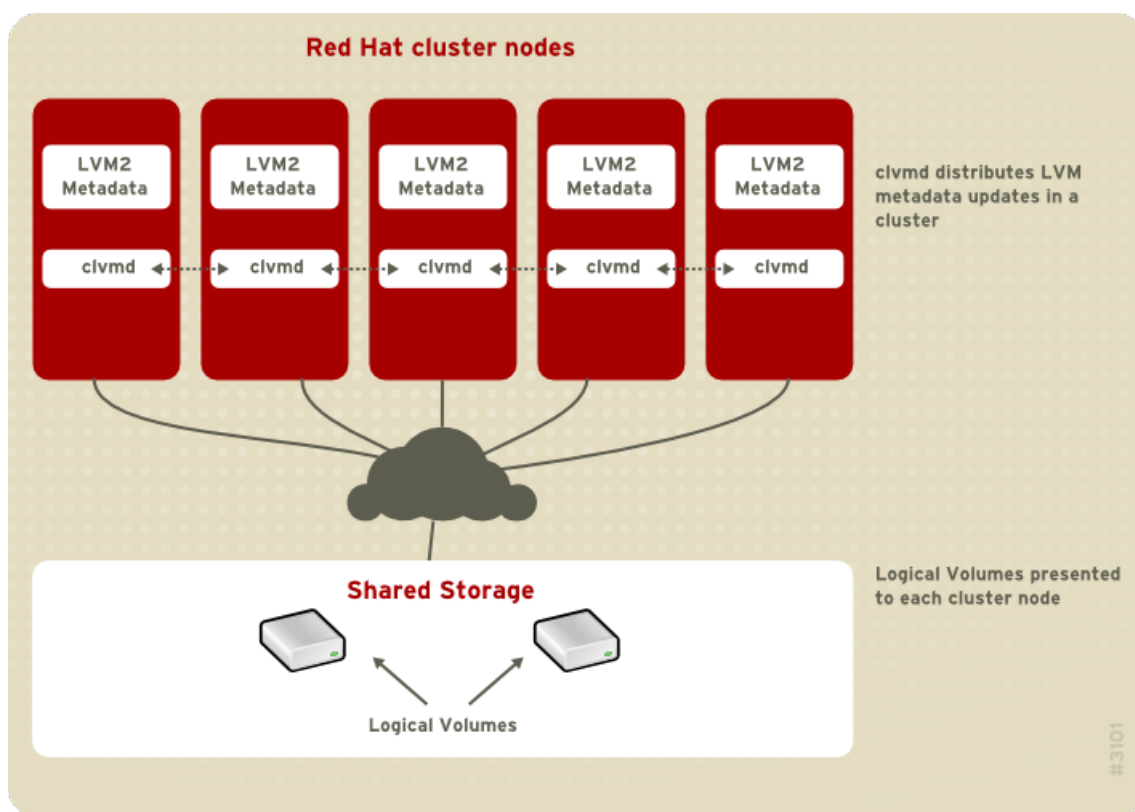 Red Hat cluster nodes
LVM2
Metadata
LVM2
Metadata
LVM2
Metadata
LVM2
Metadata
LVM2
Metadata
clvmd distributes LVM
metadata updates in a
cluster
clvmd
clvmd
clvmd
clvmd
clvmd
Shared Storage
Logical Volumes presented
to each cluster node
Logical Volumes
#3101